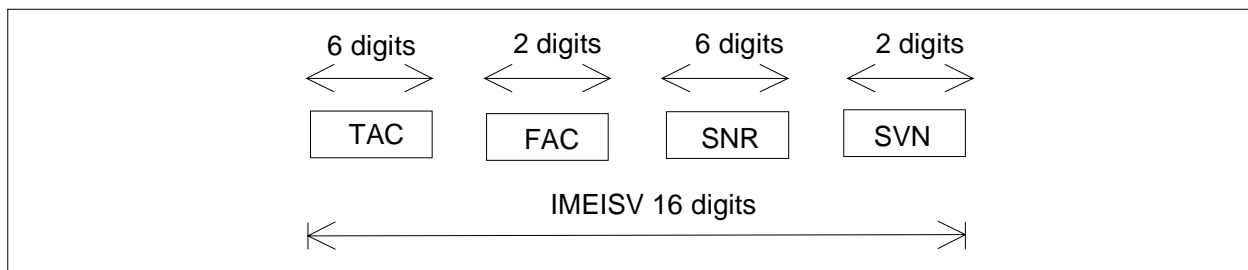 6 digits 2 digits 6 digits 2 digits
TAC FAC SNR SVN
IMEISV 16 digits